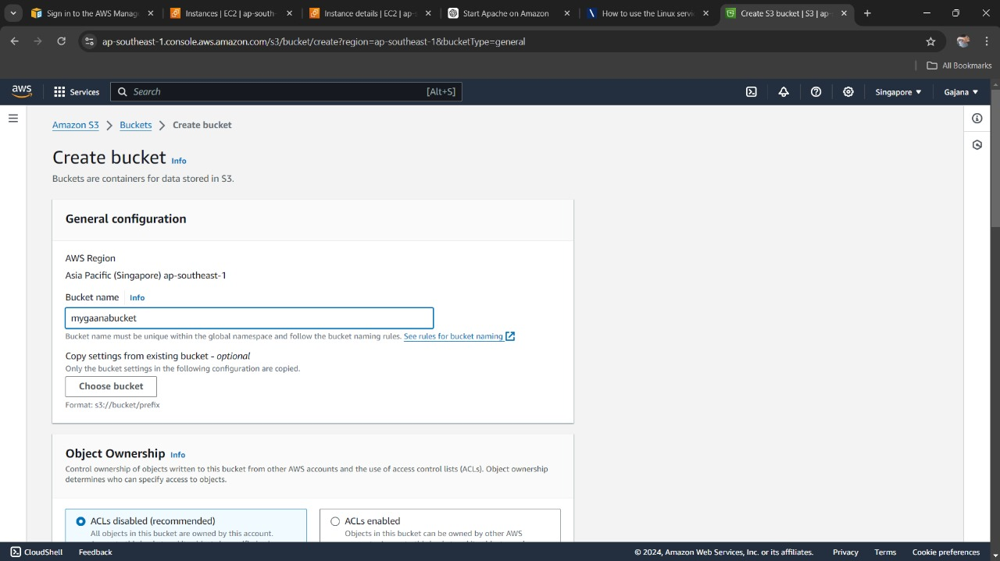 Sign in to the AWS Manag
Instances | EC2 | ap-south
Instance details | EC2 | ap
Start Apache on Amazon
How to use the Linux servi
Create S3 bucket | S3 | ap
ap-southeast-1.console.aws.amazon.com/s3/bucket/create?region=ap-southeast-1&bucketType=general
All Bookmarks
aws
Services
Search
[Alt+S]
Singapore
Gajana
Amazon S3
Buckets
Create bucket
Create bucket Info
Buckets are containers for data stored in S3.
General configuration
AWS Region
Asia Pacific (Singapore) ap-southeast-1
Bucket name Info
mygaanabucket
Bucket name must be unique within the global namespace and follow the bucket naming rules. See rules for bucket naming
Copy settings from existing bucket - optional
Only the bucket settings in the following configuration are copied.
Choose bucket
Format: s3://bucket/prefix
Object Ownership Info
Control ownership of objects written to this bucket from other AWS accounts and the use of access control lists (ACLs). Object ownership
determines who can specify access to objects.
ACLs disabled (recommended)
All objects in this bucket are owned by this account.
ACLs enabled
Objects in this bucket can be owned by other AWS
CloudShell
Feedback
© 2024, Amazon Web Services, Inc. or its affiliates.
Privacy
Terms
Cookie preferences